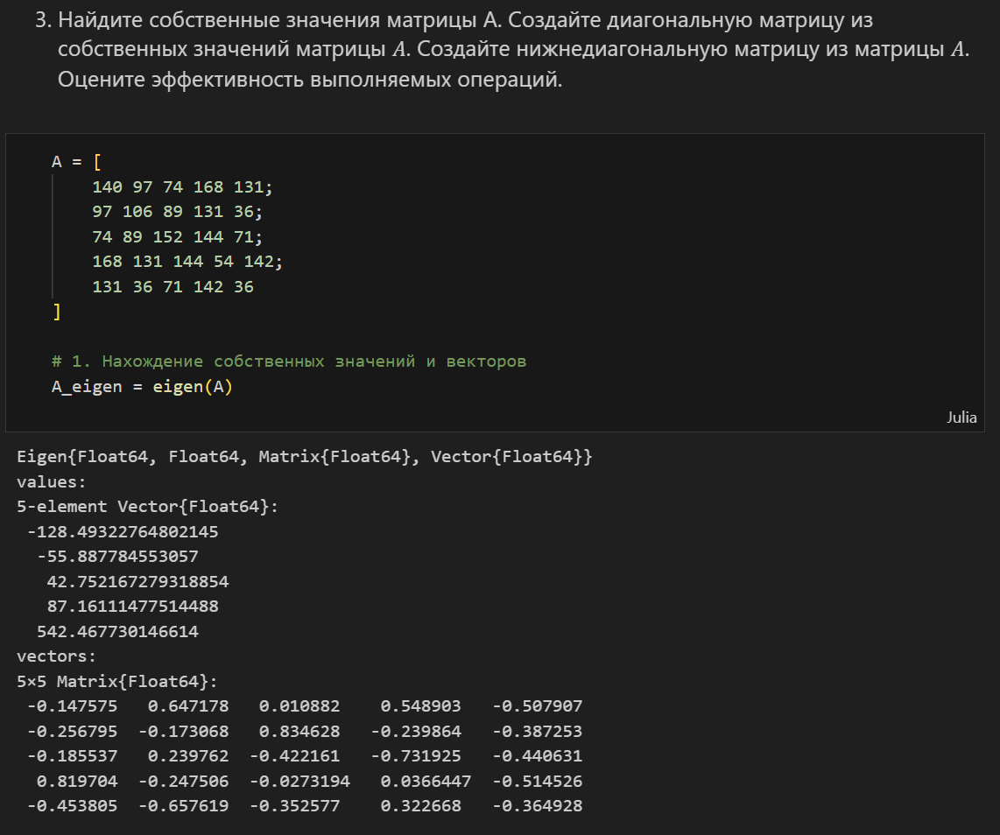 3. Найдите собственные значения матрицы A. Создайте диагональную матрицу из
собственных значений матрицы A. Создайте нижнедиагональную матрицу из матрицы A.
Оцените эффективность выполняемых операций.
A = [
140 97 74 168 131;
97 106 89 131 36;
74 89 152 144 71;
168 131 144 54 142;
131 36 71 142 36
]
# 1. Нахождение собственных значений и векторов
A_eigen = eigen(A)
Julia
Eigen{Float64, Float64, Matrix{Float64}, Vector{Float64}}
values:
5-element Vector{Float64}:
-128.49322764802145
-55.887784553057
42.752167279318854
87.16111477514488
542.467730146614
vectors:
5×5 Matrix{Float64}:
-0.147575 0.647178 0.010882 0.548903 -0.507907
-0.256795 -0.173068 0.834628 -0.239864 -0.387253
-0.185537 0.239762 -0.422161 -0.731925 -0.440631
0.819704 -0.247506 -0.0273194 0.0366447 -0.514526
-0.453805 -0.657619 -0.352577 0.322668 -0.364928